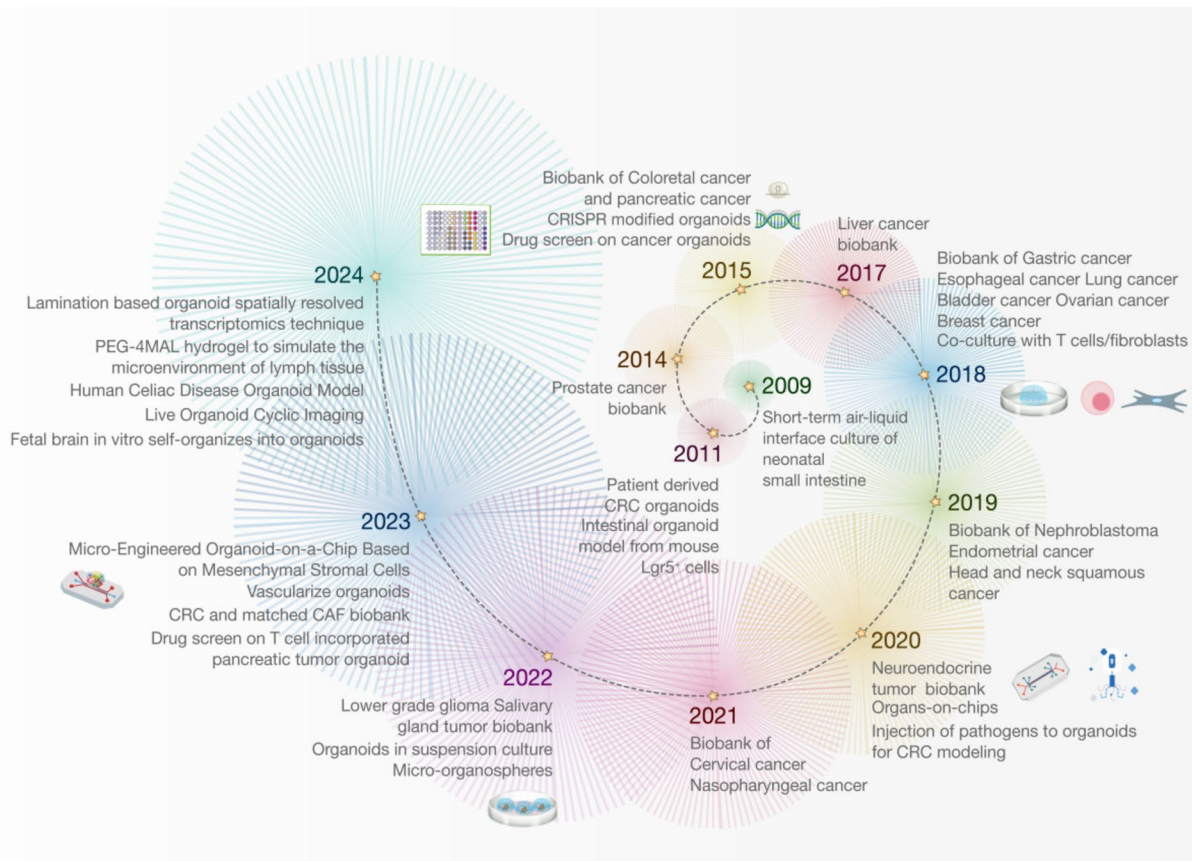 2009
Short-term air-liquid
interface culture of
neonatal
small intestine
2011
Patient derived
CRC organoids
Intestinal organoid
model from mouse
Lgr5⁺ cells
2014
Prostate cancer
biobank
Biobank of Coloretal cancer
and pancreatic cancer
CRISPR modified organoids
Drug screen on cancer organoids
2015
Liver cancer
biobank
2017
Biobank of Gastric cancer
Esophageal cancer Lung cancer
Bladder cancer Ovarian cancer
Breast cancer
Co-culture with T cells/fibroblasts
2018
2019
Biobank of Nephroblastoma
Endometrial cancer
Head and neck squamous
cancer
2020
Neuroendocrine
tumor biobank
Organs-on-chips
Injection of pathogens to organoids
for CRC modeling
2021
Biobank of
Cervical cancer
Nasopharyngeal cancer
2022
Lower grade glioma Salivary
gland tumor biobank
Organoids in suspension culture
Micro-organospheres
2023
Micro-Engineered Organoid-on-a-Chip Based
on Mesenchymal Stromal Cells
Vascularize organoids
CRC and matched CAF biobank
Drug screen on T cell incorporated
pancreatic tumor organoid
2024
Lamination based organoid spatially resolved
transcriptomics technique
PEG-4MAL hydrogel to simulate the
microenvironment of lymph tissue
Human Celiac Disease Organoid Model
Live Organoid Cyclic Imaging
Fetal brain in vitro self-organizes into organoids